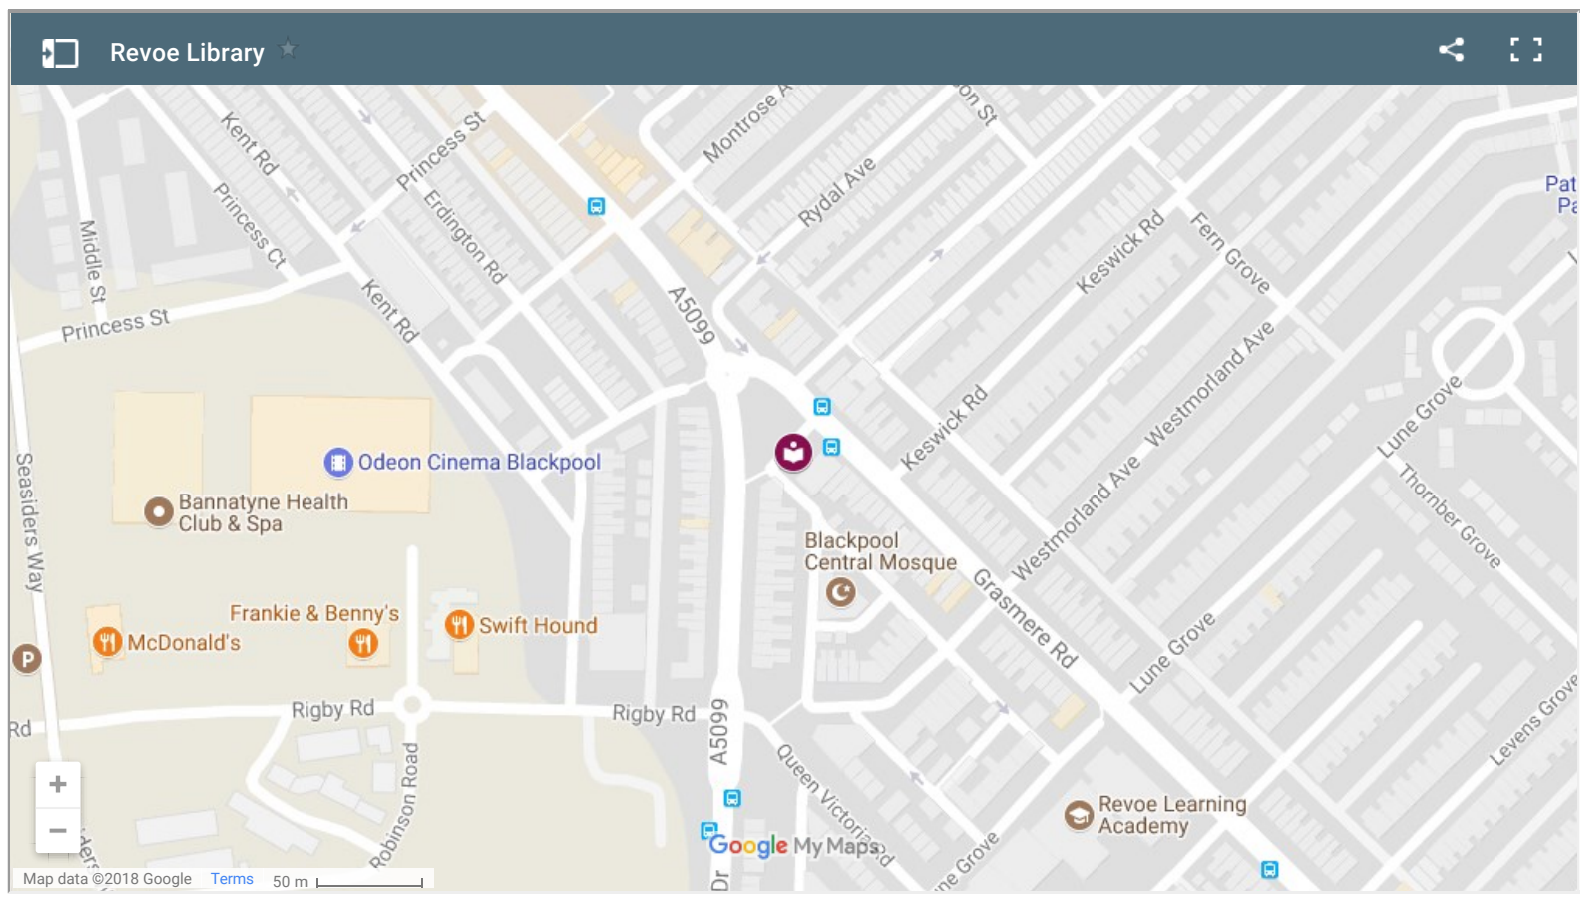 Revoe Library
Kent Rd
Princess St
Montrose A
on St
Rydal Ave
Princess Ct
Erdington Rd
Middle St
Pat
Pa
Keswick Rd
Fern Grove
Princess St
Kent Rd
A5099
Westmorland Ave
Keswick Rd
Lune Grove
Seasiders Way
Odeon Cinema Blackpool
Bannatyne Health
Club & Spa
Westmorland Ave
Thornber Grove
Blackpool
Central Mosque
Frankie & Benny's
Swift Hound
McDonald's
P
Grasmere Rd
Lune Grove
Rigby Rd
Rigby Rd
Rd
A5099
Levens Grove
Robinson Road
Queen Victoria Rd
Revoe Learning
Academy
+
−
ders
Google My Maps
ne Grove
Dr
Map data ©2018 Google Terms 50 m